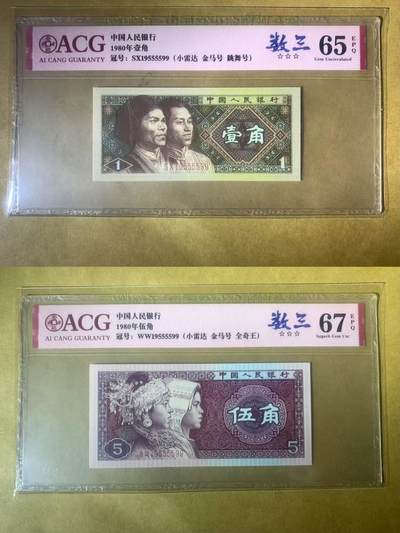 ACG
AI CANG GUARANTY
中国人民银行
1980年壹角
冠号：SX19555599（小雷达 金马号 跳舞号）
数三
☆☆☆
65 EPQ
Gem Uncirculated
中国人民银行
壹角
1
1
ACG
AI CANG GUARANTY
中国人民银行
1980年伍角
冠号：WW19555599（小雷达 金马号 全奇王）
数三
☆☆☆
67 EPQ
Superb Gem Unc
中国人民银行
伍角
5
5